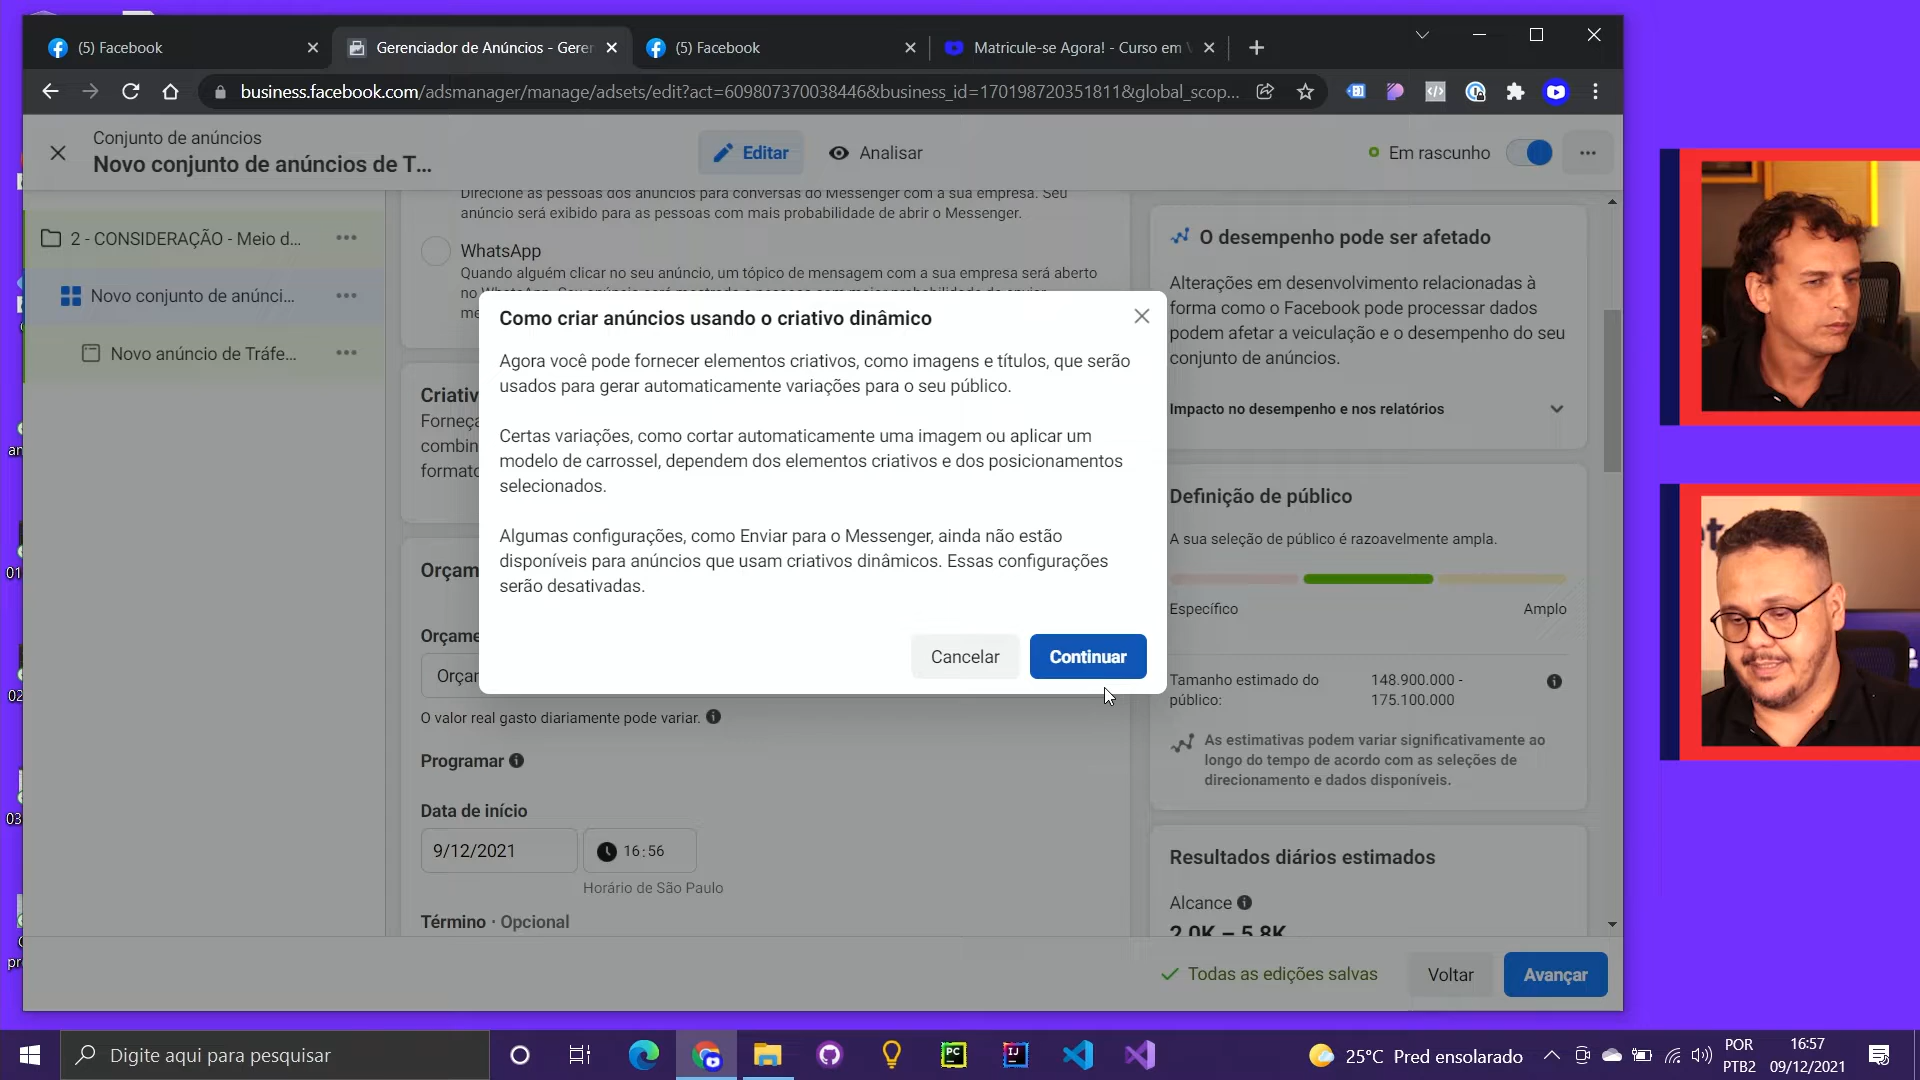 (5) Facebook
Gerenciador de Anúncios - Geren
(5) Facebook
Matricule-se Agora! - Curso em V
business.facebook.com/adsmanager/manage/adsets/edit?act=609807370038446&business_id=170198720351811&global_scop...
Conjunto de anúncios
Novo conjunto de anúncios de T...
Editar
Analisar
Em rascunho
2 - CONSIDERAÇÃO - Meio d...
Novo conjunto de anúnci...
Novo anúncio de Tráfe...
Direcione as pessoas dos anúncios para conversas do Messenger com a sua empresa. Seu
anúncio será exibido para as pessoas com mais probabilidade de abrir o Messenger.
WhatsApp
Quando alguém clicar no seu anúncio, um tópico de mensagem com a sua empresa será aberto
Criativ
Forneça
combin
formato
Como criar anúncios usando o criativo dinâmico
Agora você pode fornecer elementos criativos, como imagens e títulos, que serão
usados para gerar automaticamente variações para o seu público.
Certas variações, como cortar automaticamente uma imagem ou aplicar um
modelo de carrossel, dependem dos elementos criativos e dos posicionamentos
selecionados.
Algumas configurações, como Enviar para o Messenger, ainda não estão
disponíveis para anúncios que usam criativos dinâmicos. Essas configurações
serão desativadas.
Cancelar
Continuar
Orçam
Orçame
Orçar
O valor real gasto diariamente pode variar.
Programar
Data de início
9/12/2021
16:56
Horário de São Paulo
Término · Opcional
O desempenho pode ser afetado
Alterações em desenvolvimento relacionadas à
forma como o Facebook pode processar dados
podem afetar a veiculação e o desempenho do seu
conjunto de anúncios.
Impacto no desempenho e nos relatórios
Definição de público
A sua seleção de público é razoavelmente ampla.
Específico
Amplo
Tamanho estimado do
público:
148.900.000 -
175.100.000
As estimativas podem variar significativamente ao
longo do tempo de acordo com as seleções de
direcionamento e dados disponíveis.
Resultados diários estimados
Alcance
2,0K – 5,8K
Todas as edições salvas
Voltar
Avançar
Digite aqui para pesquisar
25°C Pred ensolarado
POR
PTB2
16:57
09/12/2021